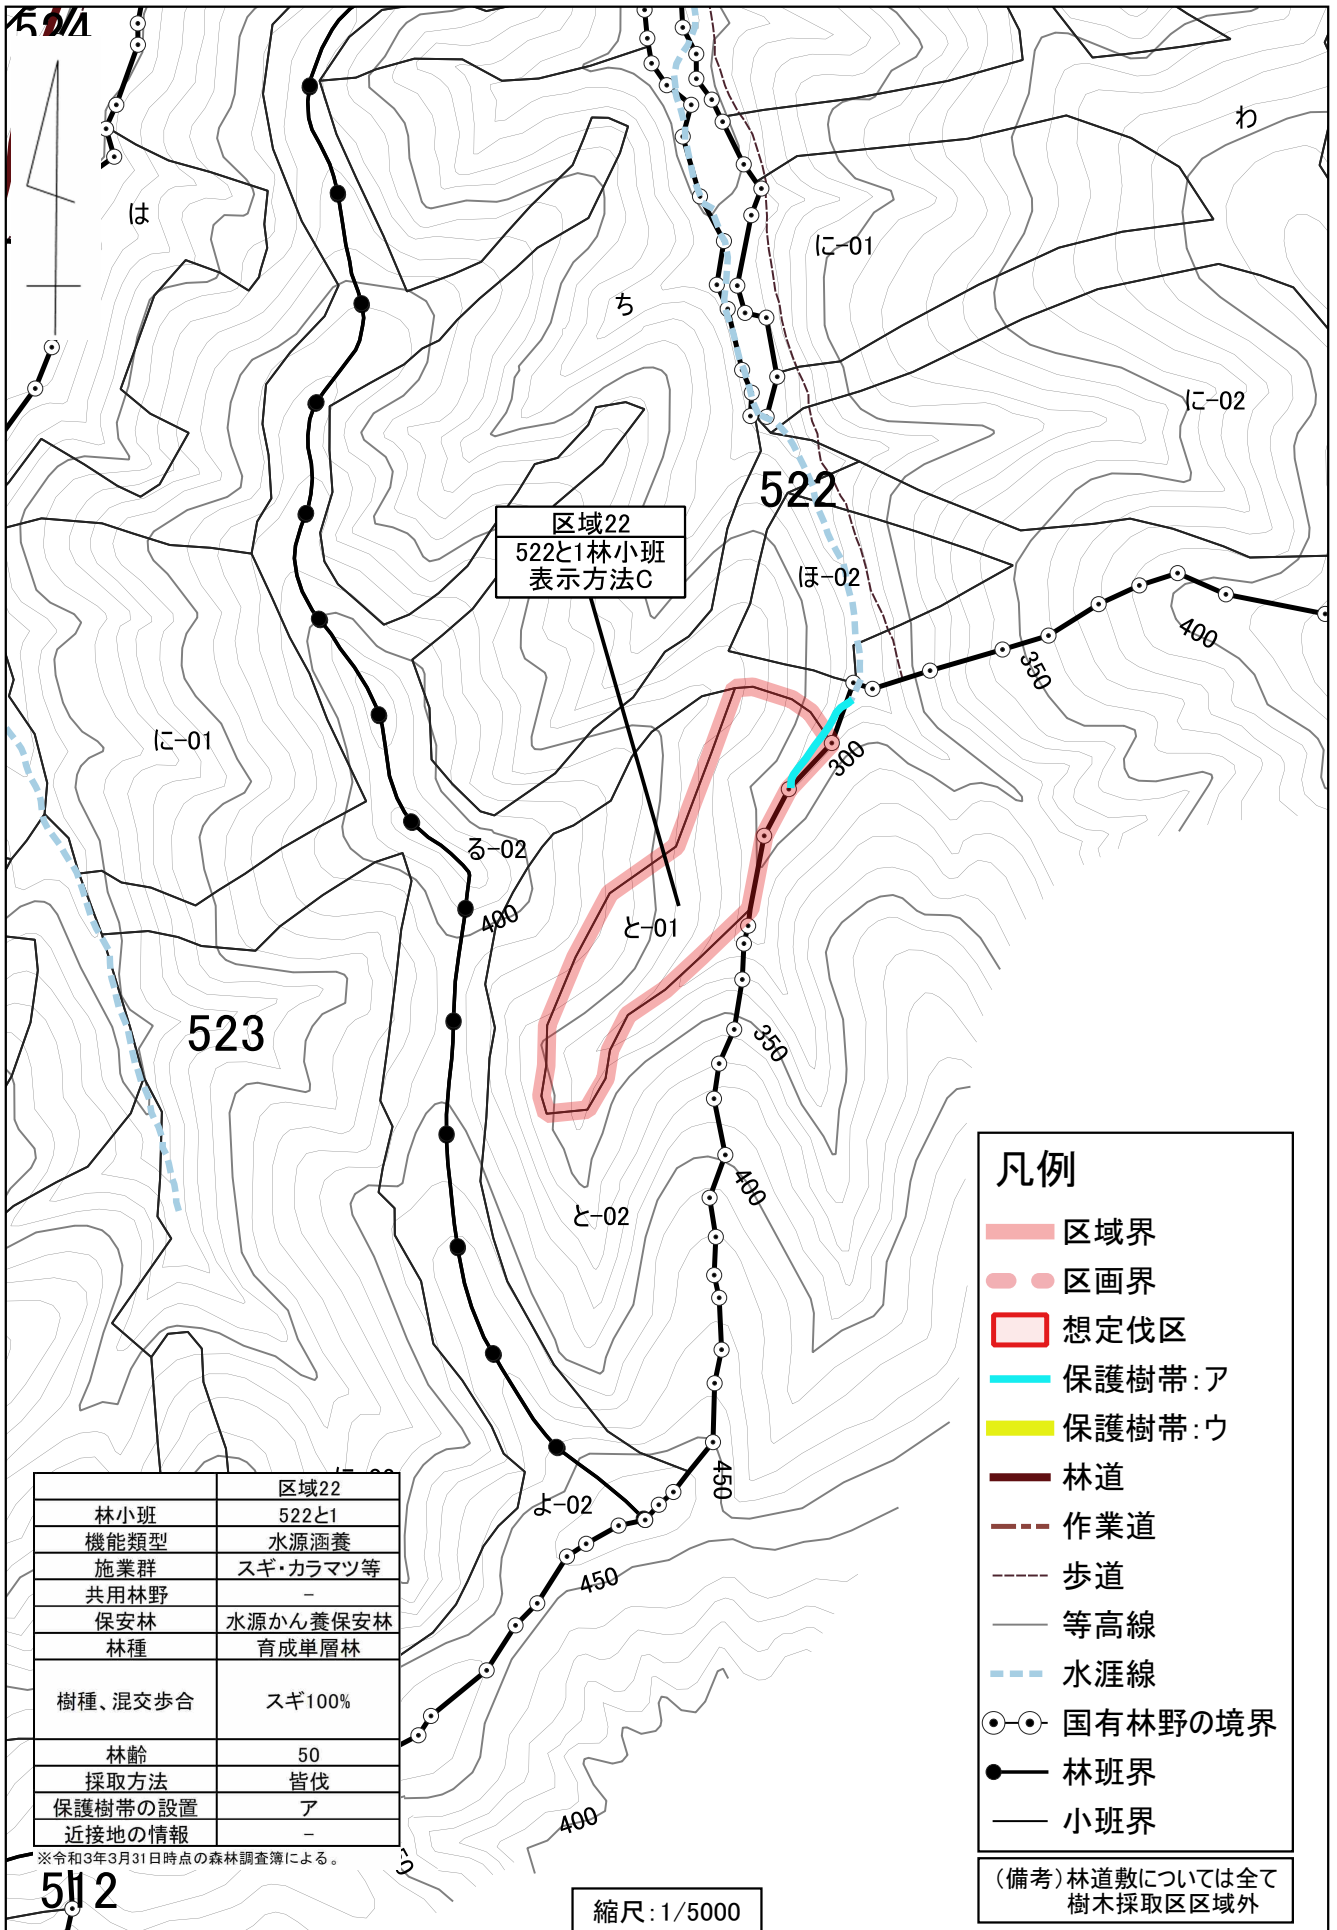 524
わ
は
に-01
ち
に-02
522
区域22
522と1林小班
表示方法C
ほ-02
400
350
に-01
300
る-02
400
と-01
523
350
400
と-02
450
よ-02
450
400
512
区域22
林小班 522と1
機能類型 水源涵養
施業群 スギ・カラマツ等
共用林野 -
保安林 水源かん養保安林
林種 育成単層林
樹種、混交歩合 スギ100%
林齢 50
採取方法 皆伐
保護樹帯の設置 ア
近接地の情報 -
※令和3年3月31日時点の森林調査簿による。
凡例
区域界
区画界
想定伐区
保護樹帯:ア
保護樹帯:ウ
林道
作業道
歩道
等高線
水涯線
国有林野の境界
林班界
小班界
(備考)林道敷については全て
樹木採取区区域外
縮尺:1/5000